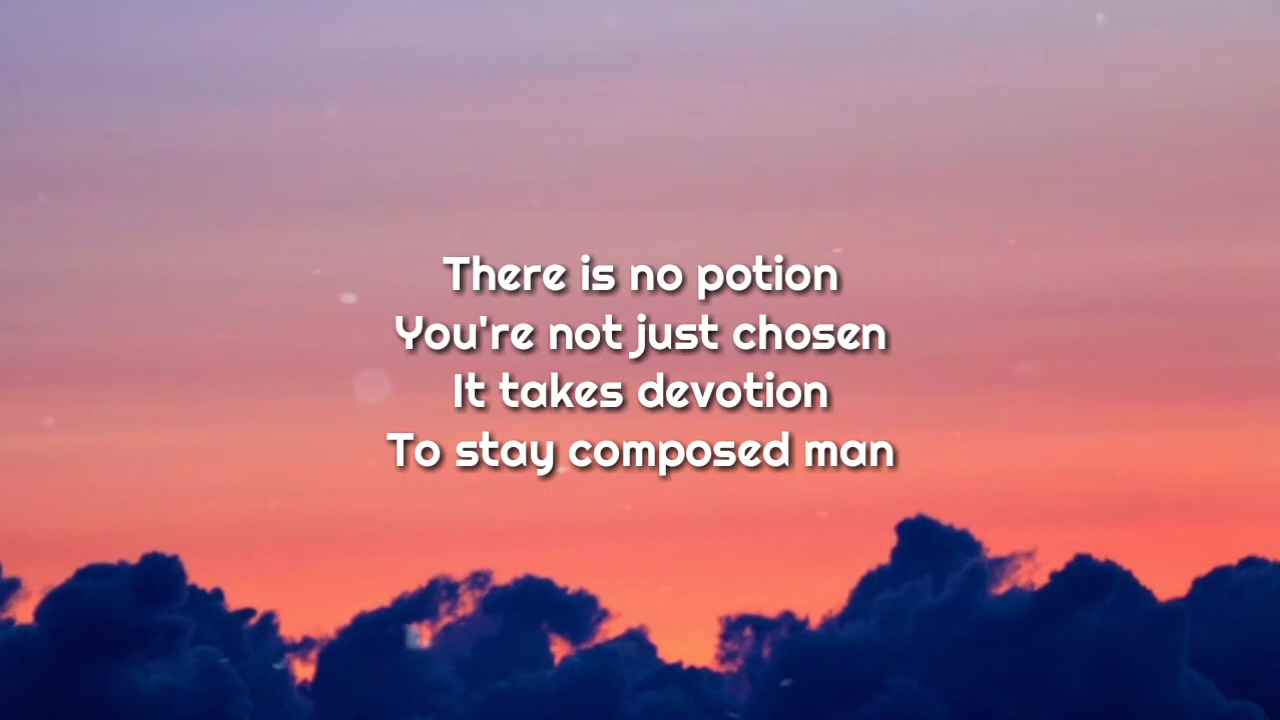 There is no potion
You're not just chosen
It takes devotion
To stay composed man